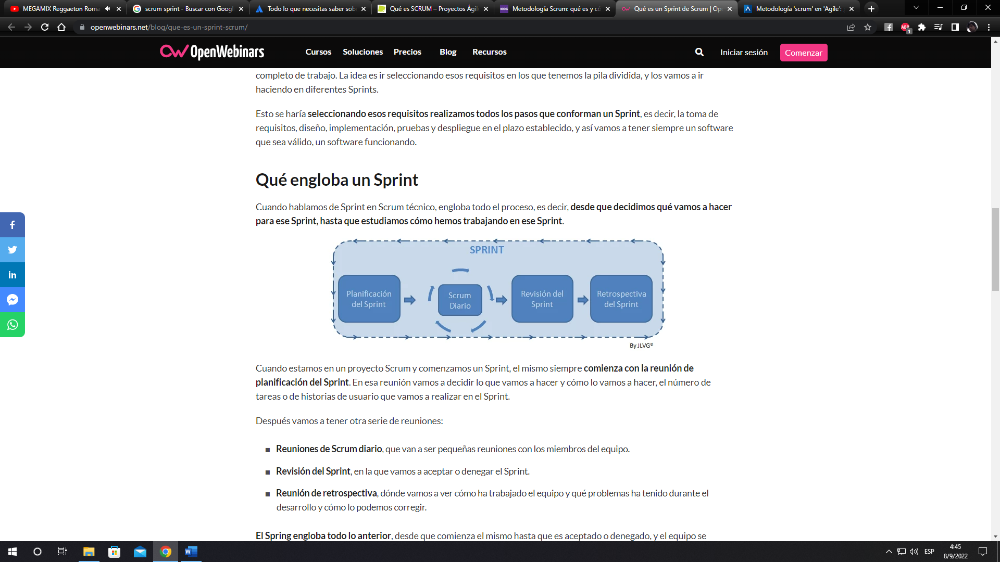 MEGAMIX Reggaeton Roma
scrum sprint - Buscar con Googl
Todo lo que necesitas saber sob
Qué es SCRUM – Proyectos Ágil
Metodología Scrum: qué es y có
Qué es un Sprint de Scrum | Op
Metodología 'scrum' en 'Agile':
openwebinars.net/blog/que-es-un-sprint-scrum/
ABP
1
OpenWebinars
Cursos
Soluciones
Precios
Blog
Recursos
Iniciar sesión
Comenzar
completo de trabajo. La idea es ir seleccionando esos requisitos en los que tenemos la pila dividida, y los vamos a ir
haciendo en diferentes Sprints.
Esto se haría seleccionando esos requisitos realizamos todos los pasos que conforman un Sprint, es decir, la toma de
requisitos, diseño, implementación, pruebas y despliegue en el plazo establecido, y así vamos a tener siempre un software
que sea válido, un software funcionando.
Qué engloba un Sprint
Cuando hablamos de Sprint en Scrum técnico, engloba todo el proceso, es decir, desde que decidimos qué vamos a hacer
para ese Sprint, hasta que estudiamos cómo hemos trabajando en ese Sprint.
SPRINT
Planificación
del Sprint
Scrum
Diario
Revisión del
Sprint
Retrospectiva
del Sprint
By JLVG©
Cuando estamos en un proyecto Scrum y comenzamos un Sprint, el mismo siempre comienza con la reunión de
planificación del Sprint. En esa reunión vamos a decidir lo que vamos a hacer y cómo lo vamos a hacer, el número de
tareas o de historias de usuario que vamos a realizar en el Sprint.
Después vamos a tener otra serie de reuniones:
Reuniones de Scrum diario, que van a ser pequeñas reuniones con los miembros del equipo.
Revisión del Sprint, en la que vamos a aceptar o denegar el Sprint.
Reunión de retrospectiva, dónde vamos a ver cómo ha trabajado el equipo y qué problemas ha tenido durante el
desarrollo y cómo lo podemos corregir.
El Spring engloba todo lo anterior, desde que comienza el mismo hasta que es aceptado o denegado, y el equipo se
ESP
4:45
8/9/2022